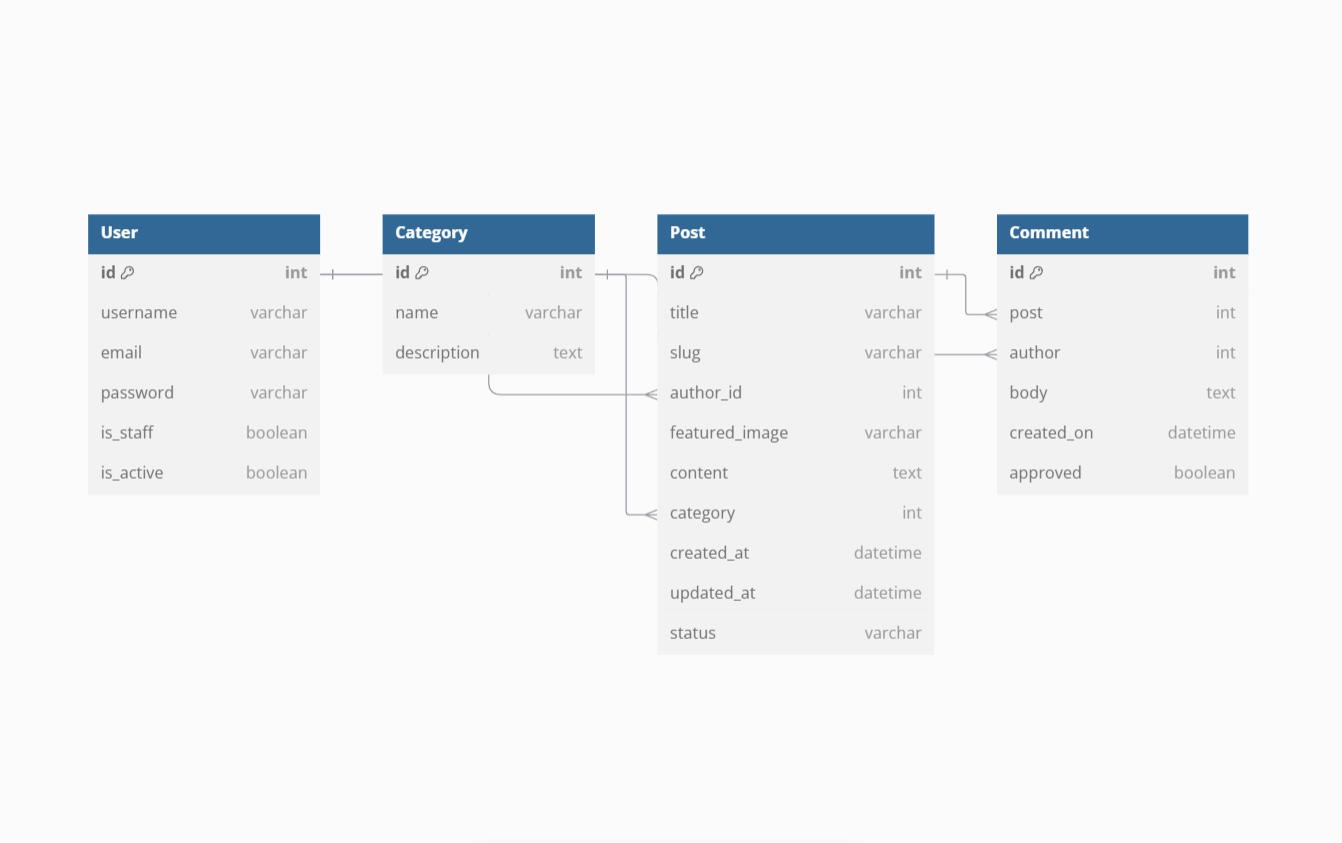 User
id int
username varchar
email varchar
password varchar
is_staff boolean
is_active boolean
Category
id int
name varchar
description text
Post
id int
title varchar
slug varchar
author_id int
featured_image varchar
content text
category int
created_at datetime
updated_at datetime
status varchar
Comment
id int
post int
author int
body text
created_on datetime
approved boolean